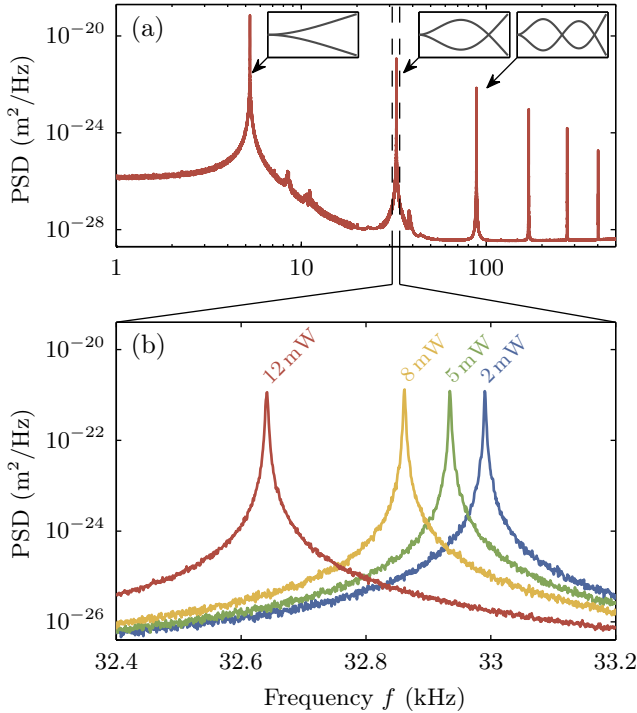 (a)
PSD (m²/Hz)
10⁻²⁰
10⁻²⁴
10⁻²⁸
1 10 100
(b)
PSD (m²/Hz)
10⁻²⁰
10⁻²²
10⁻²⁴
10⁻²⁶
12 mW 8 mW 5 mW 2 mW
32.4 32.6 32.8 33 33.2
Frequency f (kHz)